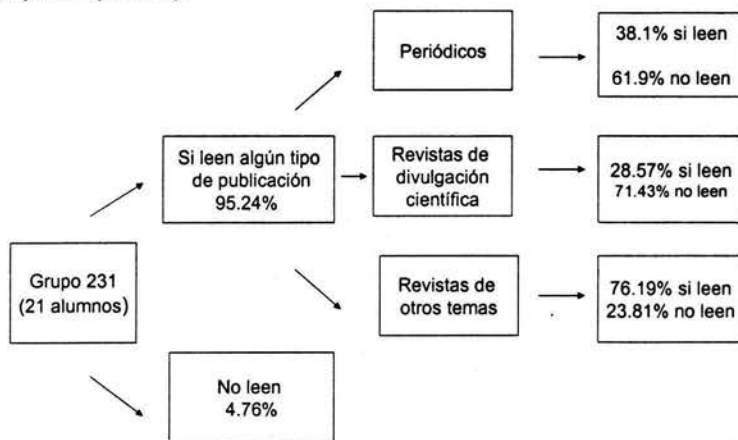 Periódicos
38.1% si leen
61.9% no leen
Si leen algún tipo
de publicación
95.24%
Revistas de
divulgación
científica
28.57% si leen
71.43% no leen
Grupo 231
(21 alumnos)
Revistas de
otros temas
76.19% si leen
23.81% no leen
No leen
4.76%